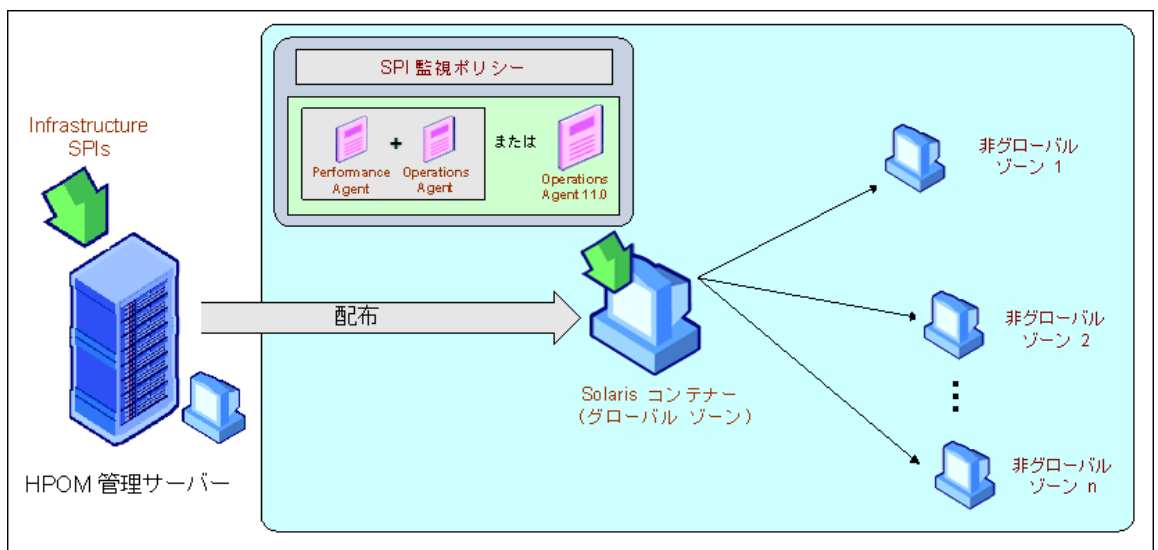 SPI 監視ポリシー
Infrastructure
SPIs
Performance
Agent
+
Operations
Agent
または
Operations
Agent 11.0
非グローバル
ゾーン 1
配布
非グローバル
ゾーン 2
Solaris コンテナー
(グローバル ゾーン)
非グローバル
ゾーン n
HPOM 管理サーバー